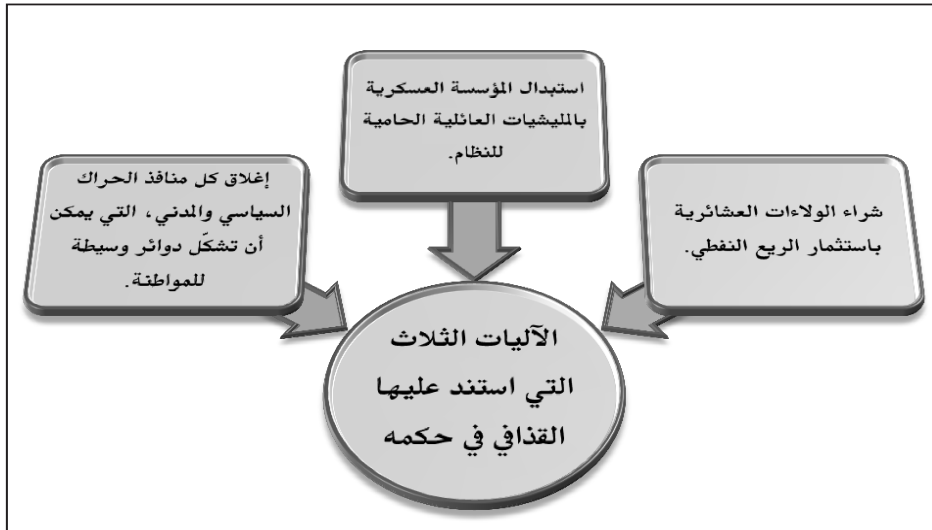 استبدال المؤسسة العسكرية
بالمليشيات العائلية الحامية
للنظام.
شراء الولاءات العشائرية
باستثمار الريع النفطي.
إغلاق كل منافذ الحراك
السياسي والمدني، التي يمكن
أن تشكّل دوائر وسيطة
للمواطنة.
الآليات الثلاث
التي استند عليها
القذافي في حكمه